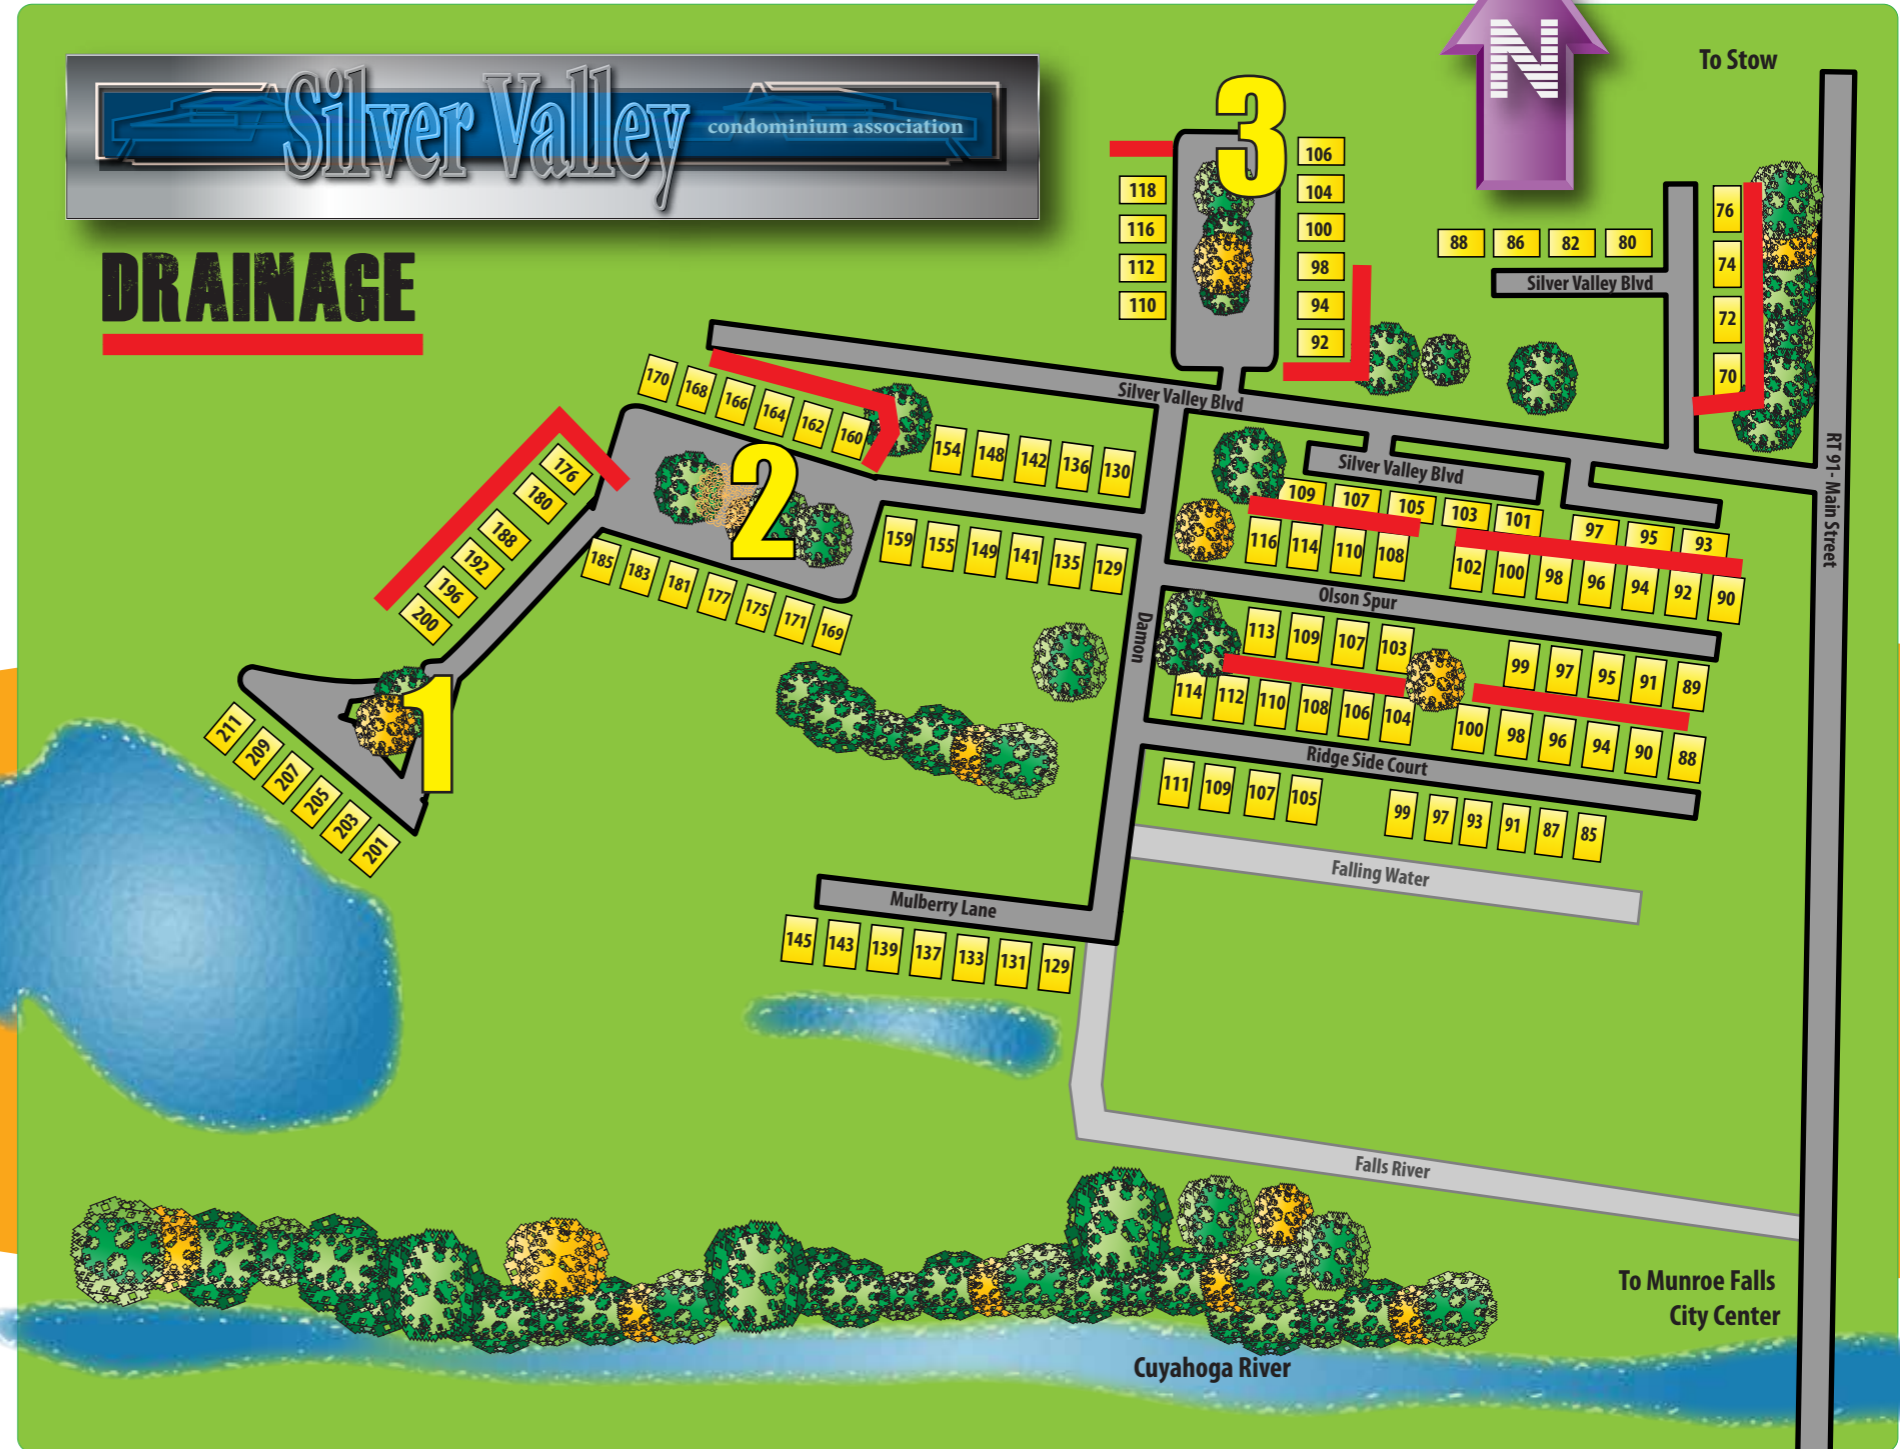 Silver Valley condominium association
DRAINAGE
N
To Stow
3
106
118
104
116
100
112
98
110
94
92
88 86 82 80
76
74
72
70
Silver Valley Blvd
Silver Valley Blvd
RT 91- Main Street
170 168 166 164 162 160
154 148 142 136 130
Silver Valley Blvd
109 107 105 103 101
97 95 93
116 114 110 108
102 100 98 96 94 92 90
2
176
180
188
192
196
200
159 155 149 141 135 129
185 183 181 177 175 171 169
Olson Spur
Damon
113 109 107 103
99 97 95 91 89
114 112 110 108 106 104
100 98 96 94 90 88
1
211
209
207
205
203
201
Ridge Side Court
111 109 107 105
99 97 93 91 87 85
Falling Water
Mulberry Lane
145 143 139 137 133 131 129
Falls River
To Munroe Falls
City Center
Cuyahoga River